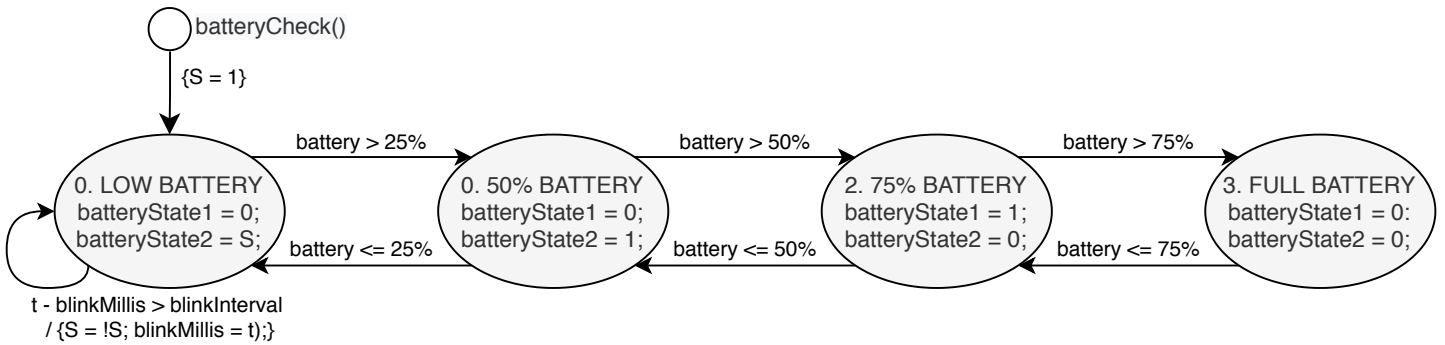 batteryCheck()
{S = 1}
battery > 25%
battery > 50%
battery > 75%
0. LOW BATTERY
batteryState1 = 0;
batteryState2 = S;
0. 50% BATTERY
batteryState1 = 0;
batteryState2 = 1;
2. 75% BATTERY
batteryState1 = 1;
batteryState2 = 0;
3. FULL BATTERY
batteryState1 = 0:
batteryState2 = 0;
battery <= 25%
battery <= 50%
battery <= 75%
t - blinkMillis > blinkInterval
/ {S = !S; blinkMillis = t);}